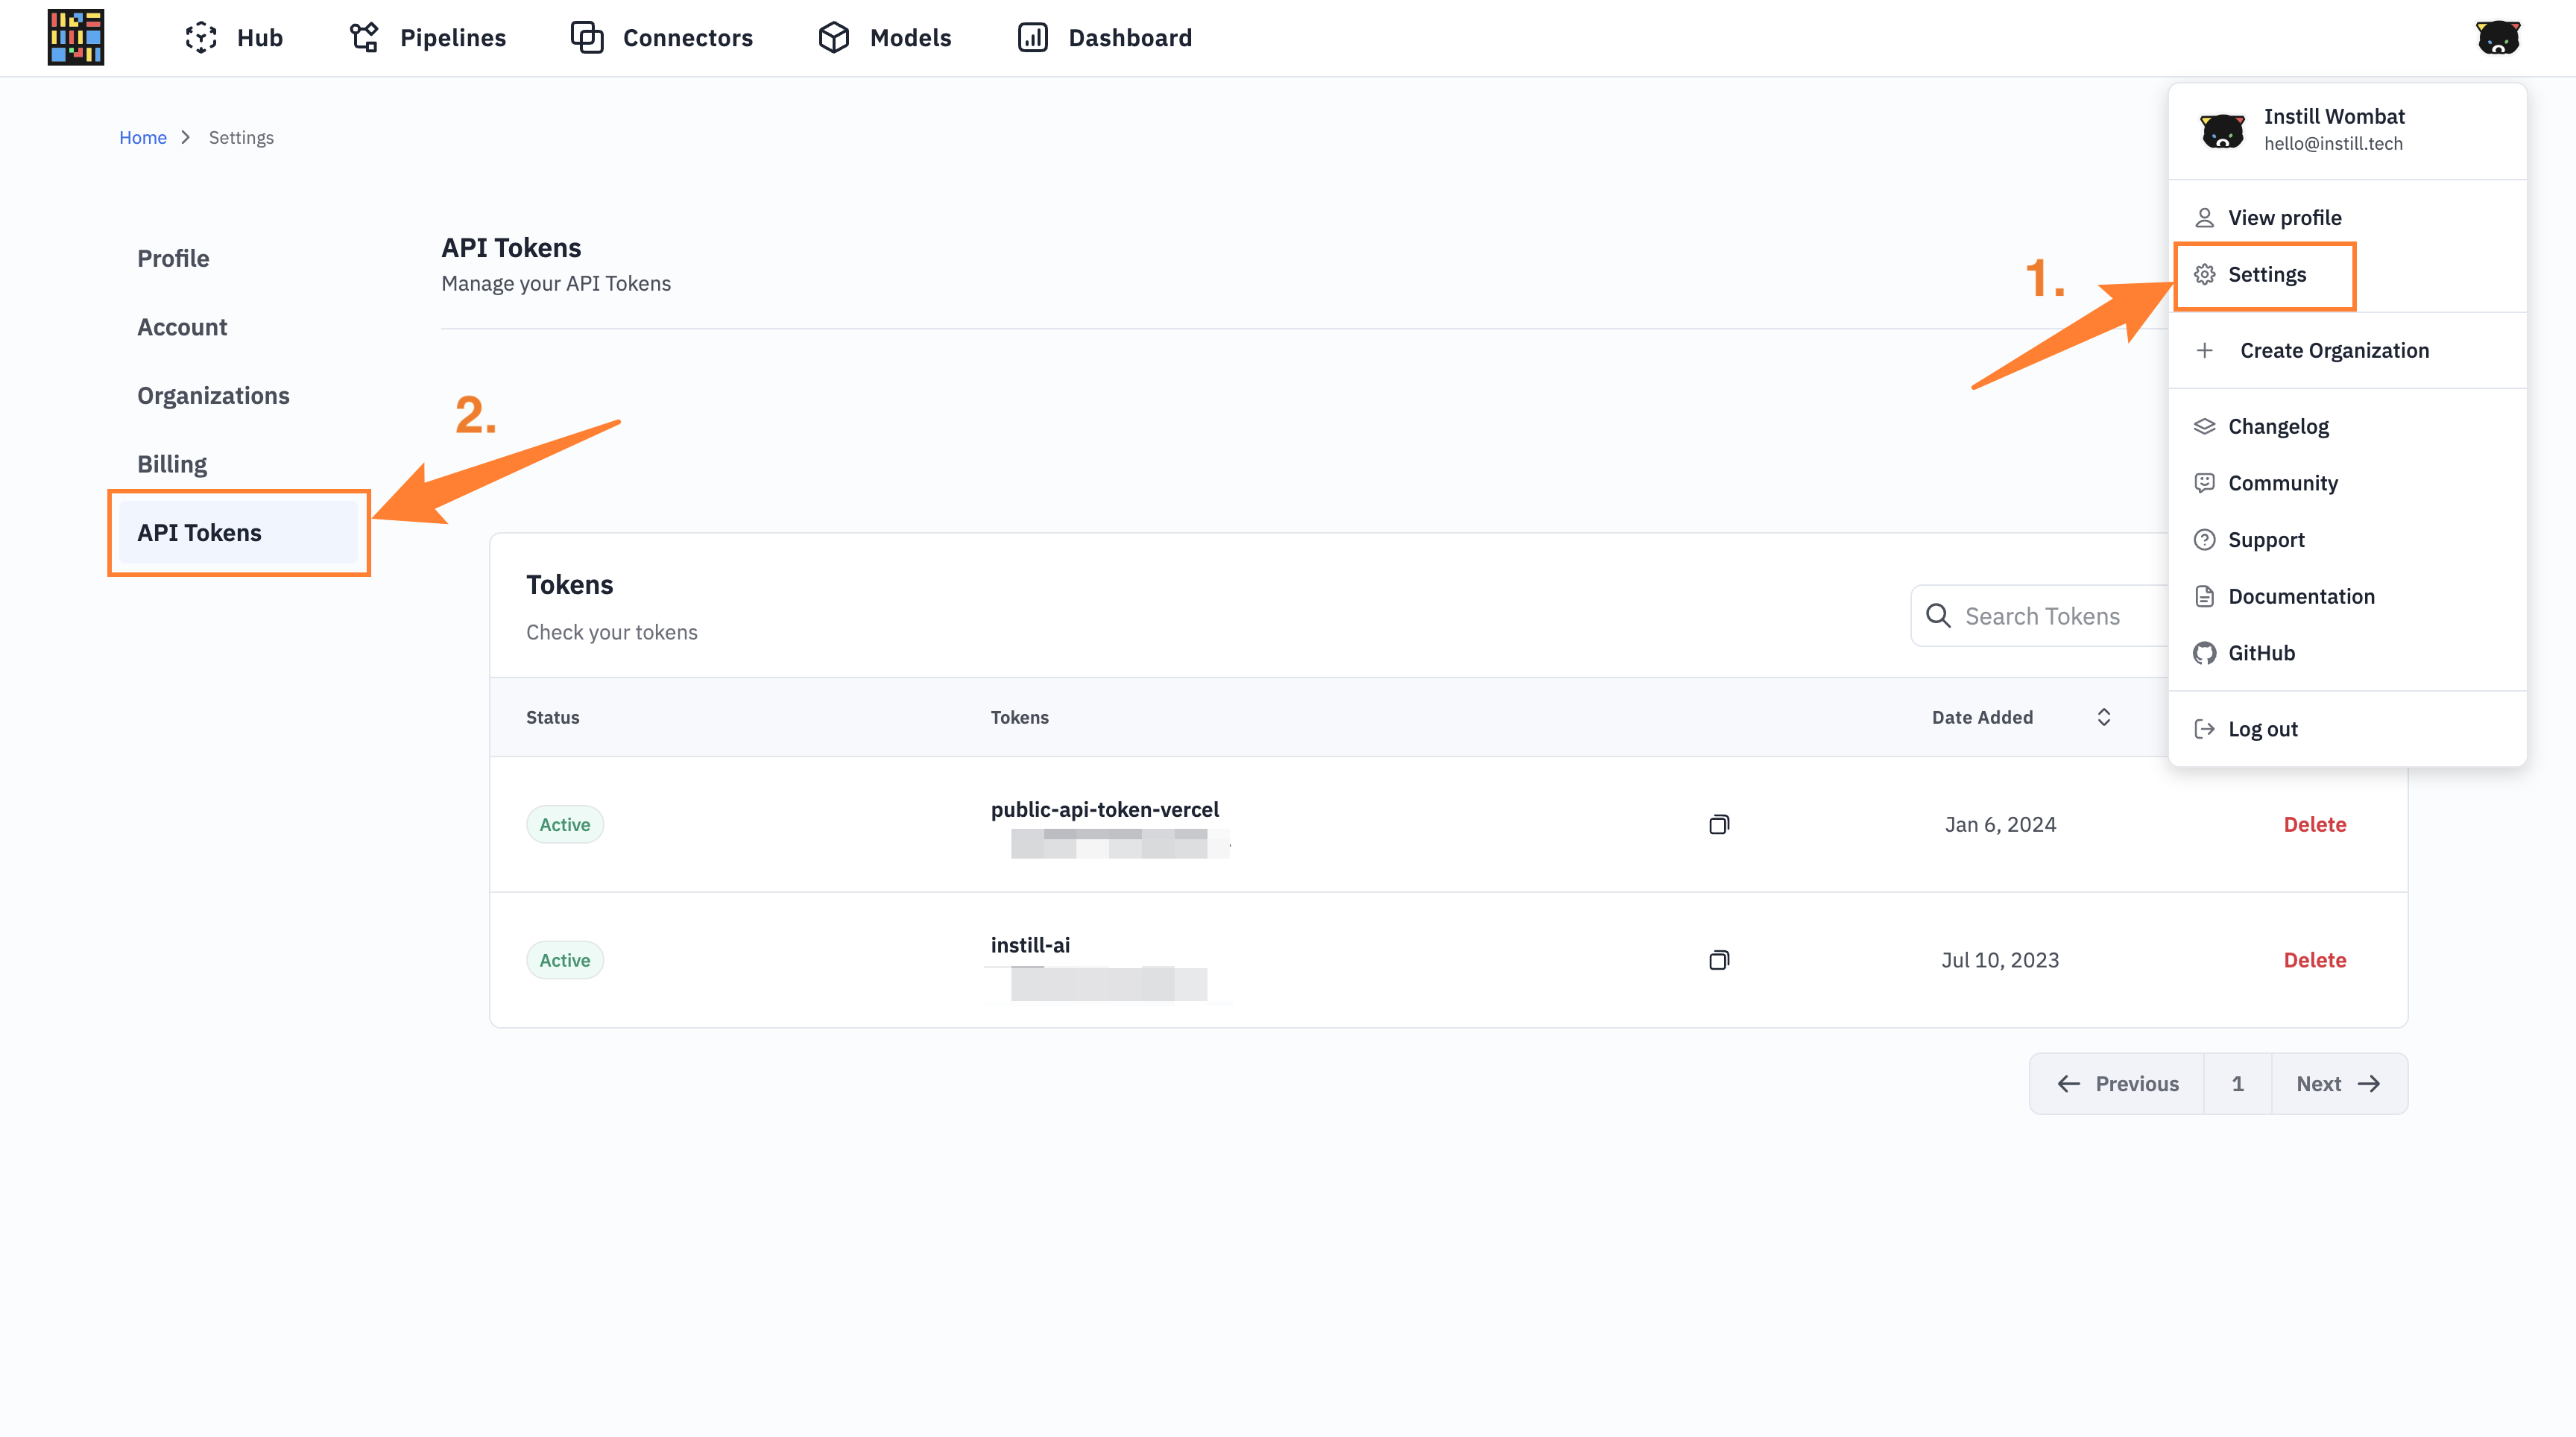 Hub Pipelines Connectors Models Dashboard
Home Settings
Instill Wombat
hello@instill.tech
View profile
Settings
Create Organization
Changelog
Community
Support
Documentation
GitHub
Log out
1.
Profile
Account
Organizations
Billing
API Tokens
2.
API Tokens
Manage your API Tokens
Tokens
Check your tokens
Search Tokens
Status Tokens Date Added
Active public-api-token-vercel Jan 6, 2024 Delete
Active instill-ai Jul 10, 2023 Delete
Previous 1 Next